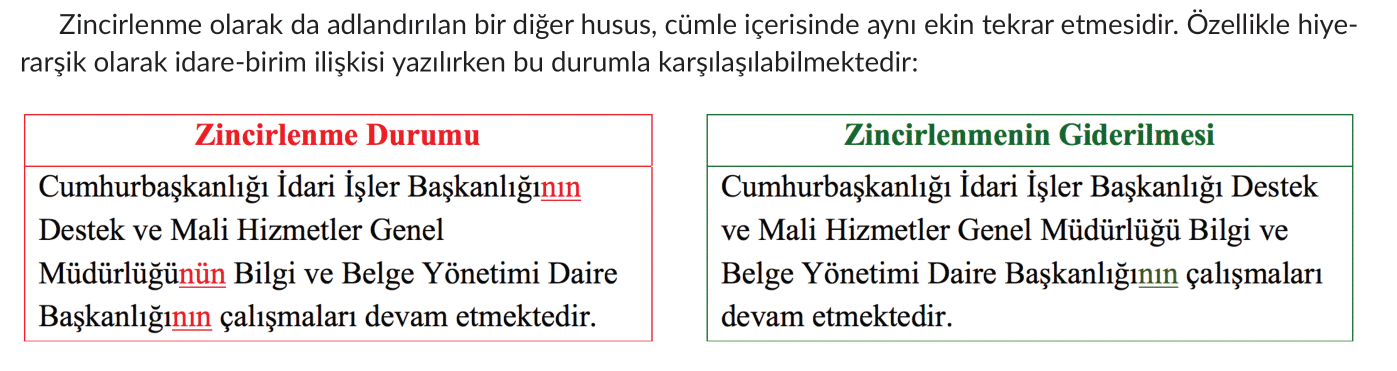 Zincirlenme olarak da adlandırılan bir diğer husus, cümle içerisinde aynı ekin tekrar etmesidir. Özellikle hiye-
rarşik olarak idare-birim ilişkisi yazılırken bu durumla karşılaşılabilmektedir:
Zincirlenme Durumu
Cumhurbaşkanlığı İdari İşler Başkanlığının
Destek ve Mali Hizmetler Genel
Müdürlüğünün Bilgi ve Belge Yönetimi Daire
Başkanlığının çalışmaları devam etmektedir.
Zincirlenmenin Giderilmesi
Cumhurbaşkanlığı İdari İşler Başkanlığı Destek
ve Mali Hizmetler Genel Müdürlüğü Bilgi ve
Belge Yönetimi Daire Başkanlığının çalışmaları
devam etmektedir.